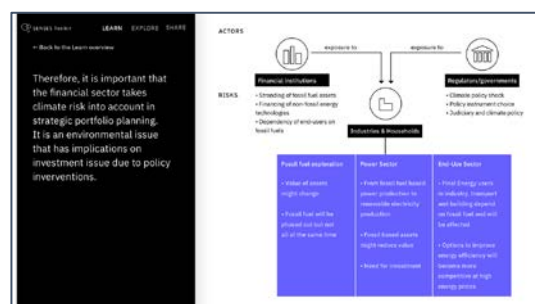 SENSES Toolkit
LEARN EXPLORE SHARE
← Back to the Learn overview
Therefore, it is important that
the financial sector takes
climate risk into account in
strategic portfolio planning.
It is an environmental issue
that has implications on
investment issue due to policy
inverventions.
ACTORS
exposure to
exposure to
Financial Institutions
Regulators/governments
RISKS
• Stranding of fossil fuel assets
• Financing of non-fossil energy
technologies
• Dependency of end-users on
fossil fuels
• Climate policy shock
• Policy instrument choice
• Judiciary and climate policy
Industries & Households
Fossil fuel exploration
• Value of assets
might change
• Fossil fuel will be
phased out but not
all at the same time
Power Sector
• From fossil fuel based
power production to
renewable electricity
production
• Fossil based assets
might reduce value
• Need for investment
End-Use Sector
• Final Energy users
in industry, transport
and building depend
on fossil fuel and will
be affected
• Options to improve
energy efficiency will
become more
competitive at high
energy prices